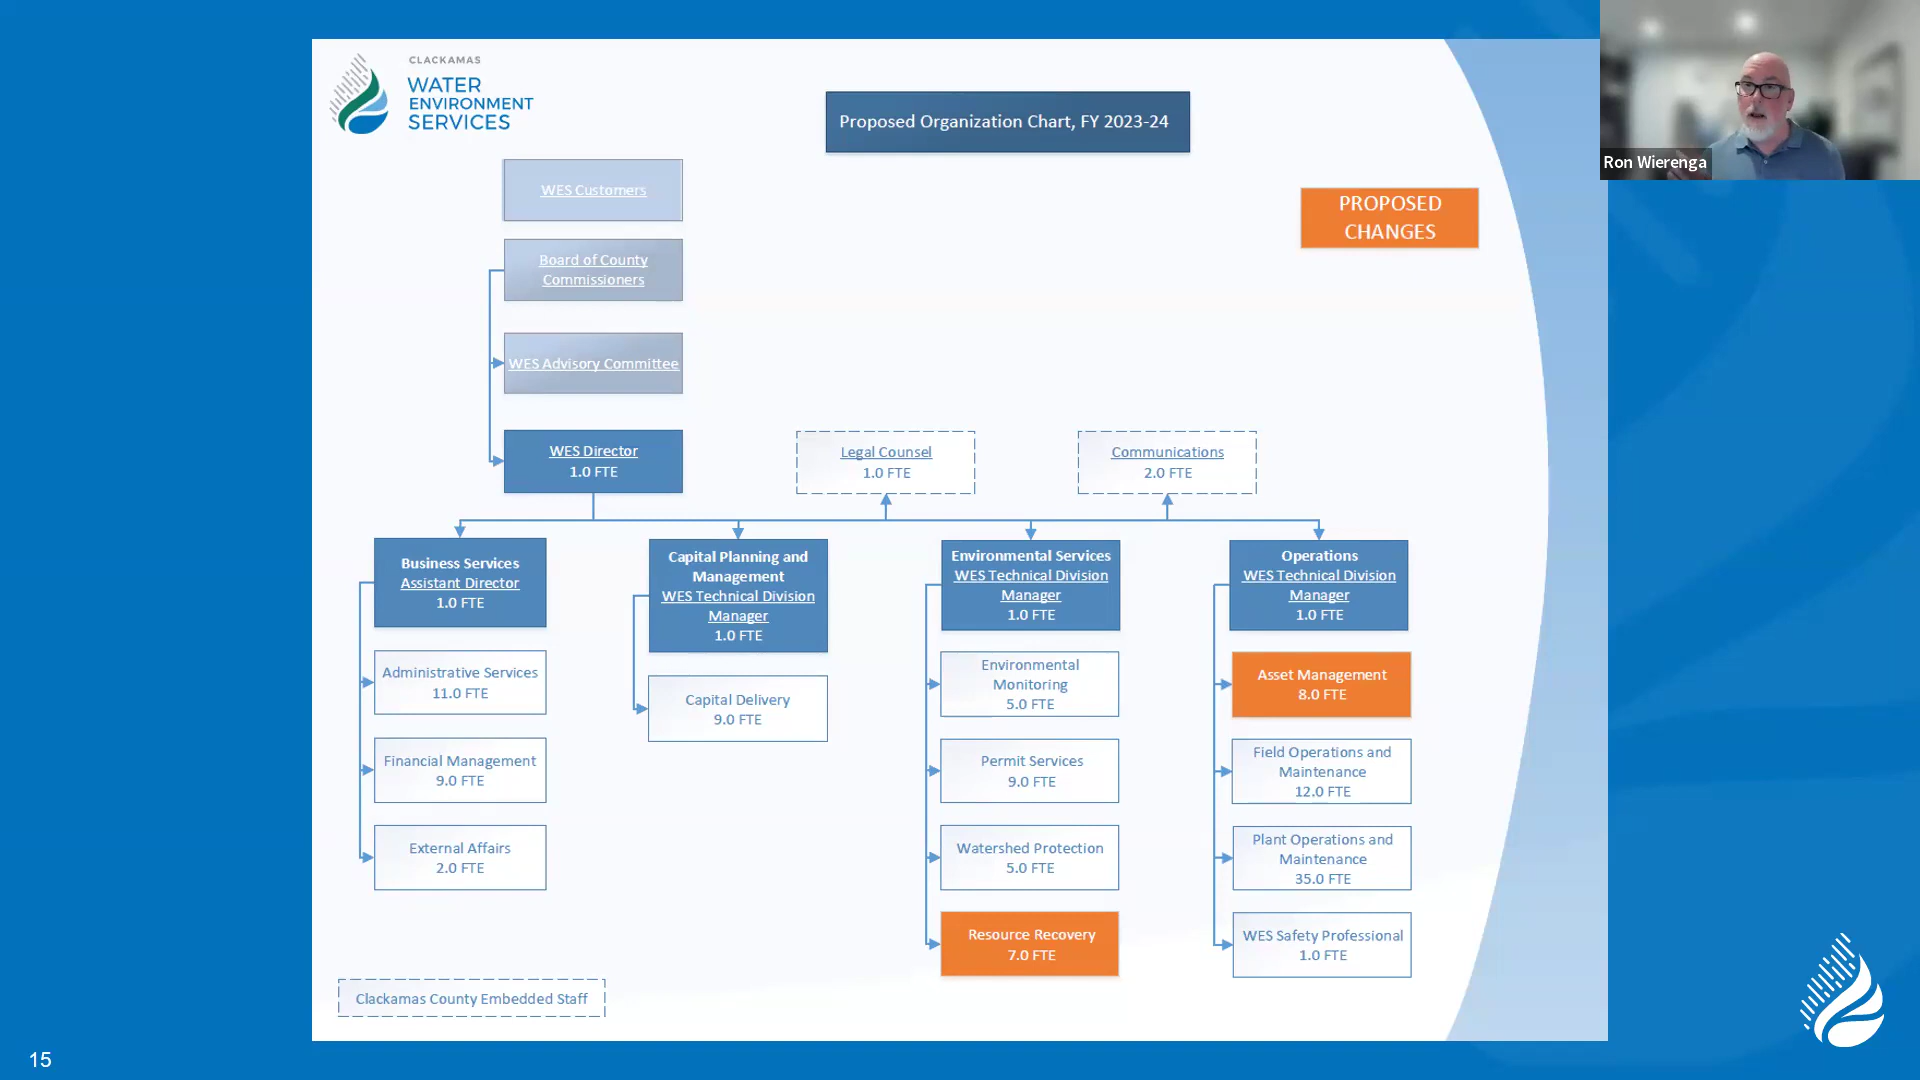 CLACKAMAS
WATER
ENVIRONMENT
SERVICES
Proposed Organization Chart, FY 2023-24
Ron Wierenga
PROPOSED
CHANGES
WES Customers
Board of County
Commissioners
WES Advisory Committee
WES Director
1.0 FTE
Legal Counsel
1.0 FTE
Communications
2.0 FTE
Business Services
Assistant Director
1.0 FTE
Administrative Services
11.0 FTE
Financial Management
9.0 FTE
External Affairs
2.0 FTE
Capital Planning and
Management
WES Technical Division
Manager
1.0 FTE
Capital Delivery
9.0 FTE
Environmental Services
WES Technical Division
Manager
1.0 FTE
Environmental
Monitoring
5.0 FTE
Permit Services
9.0 FTE
Watershed Protection
5.0 FTE
Resource Recovery
7.0 FTE
Operations
WES Technical Division
Manager
1.0 FTE
Asset Management
8.0 FTE
Field Operations and
Maintenance
12.0 FTE
Plant Operations and
Maintenance
35.0 FTE
WES Safety Professional
1.0 FTE
Clackamas County Embedded Staff
15